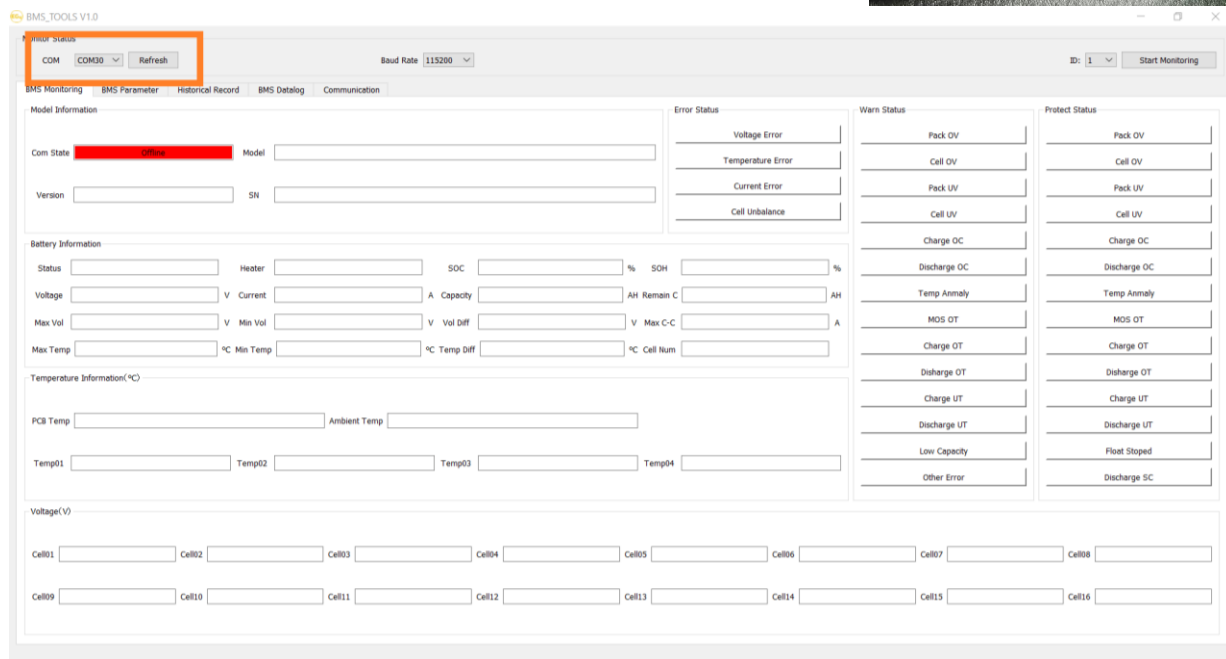 BMS_TOOLS V1.0
Monitor Status
COM COM30 Refresh Baud Rate 115200 ID: 1 Start Monitoring
BMS Monitoring BMS Parameter Historical Record BMS Datalog Communication
Model Information Error Status Warn Status Protect Status
Voltage Error Pack OV Pack OV
Com State Offline Model Temperature Error Cell OV Cell OV
Version SN Current Error Pack UV Pack UV
Cell Unbalance Cell UV Cell UV
Battery Information Charge OC Charge OC
Status Heater SOC % SOH % Discharge OC Discharge OC
Voltage V Current A Capacity AH Remain C AH Temp Anmaly Temp Anmaly
Max Vol V Min Vol V Vol Diff V Max C-C A MOS OT MOS OT
Max Temp ºC Min Temp ºC Temp Diff ºC Cell Num Charge OT Charge OT
Temperature Information(ºC) Disharge OT Disharge OT
Charge UT Charge UT
PCB Temp Ambient Temp Discharge UT Discharge UT
Temp01 Temp02 Temp03 Temp04 Low Capacity Float Stoped
Other Error Discharge SC
Voltage(V)
Cell01 Cell02 Cell03 Cell04 Cell05 Cell06 Cell07 Cell08
Cell09 Cell10 Cell11 Cell12 Cell13 Cell14 Cell15 Cell16